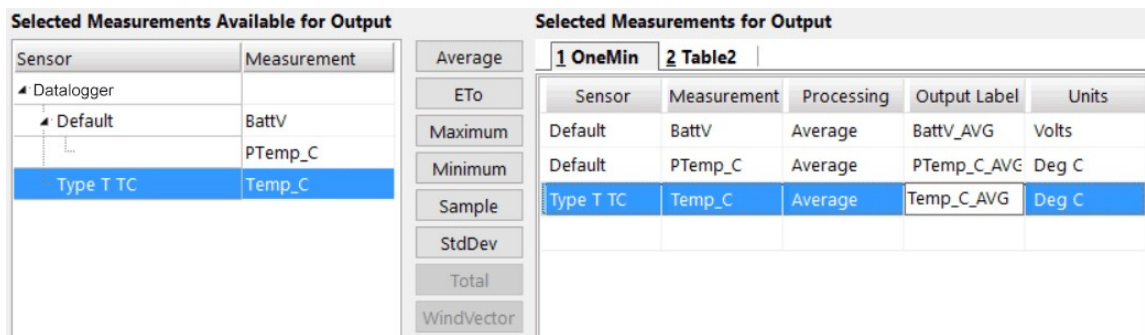 Selected Measurements Available for Output
Sensor Measurement
Datalogger
Default BattV
PTemp_C
Type T TC Temp_C
Average
ETo
Maximum
Minimum
Sample
StdDev
Total
WindVector
Selected Measurements for Output
1 OneMin 2 Table2
Sensor Measurement Processing Output Label Units
Default BattV Average BattV_AVG Volts
Default PTemp_C Average PTemp_C_AVG Deg C
Type T TC Temp_C Average Temp_C_AVG Deg C